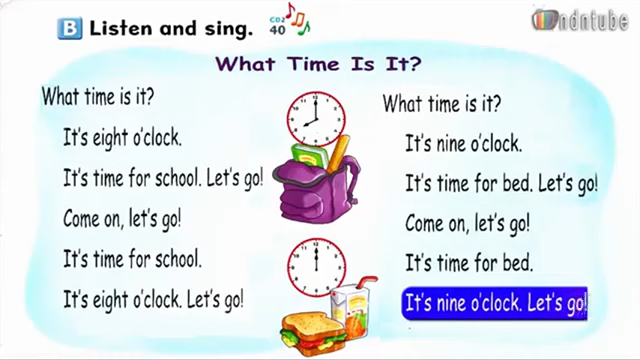 B Listen and sing. CD2 40
ndntube
What Time Is It?
What time is it?
It's eight o'clock.
It's time for school. Let's go!
Come on, let's go!
It's time for school.
It's eight o'clock. Let's go!
What time is it?
It's nine o'clock.
It's time for bed. Let's go!
Come on, let's go!
It's time for bed.
It's nine o'clock. Let's go!